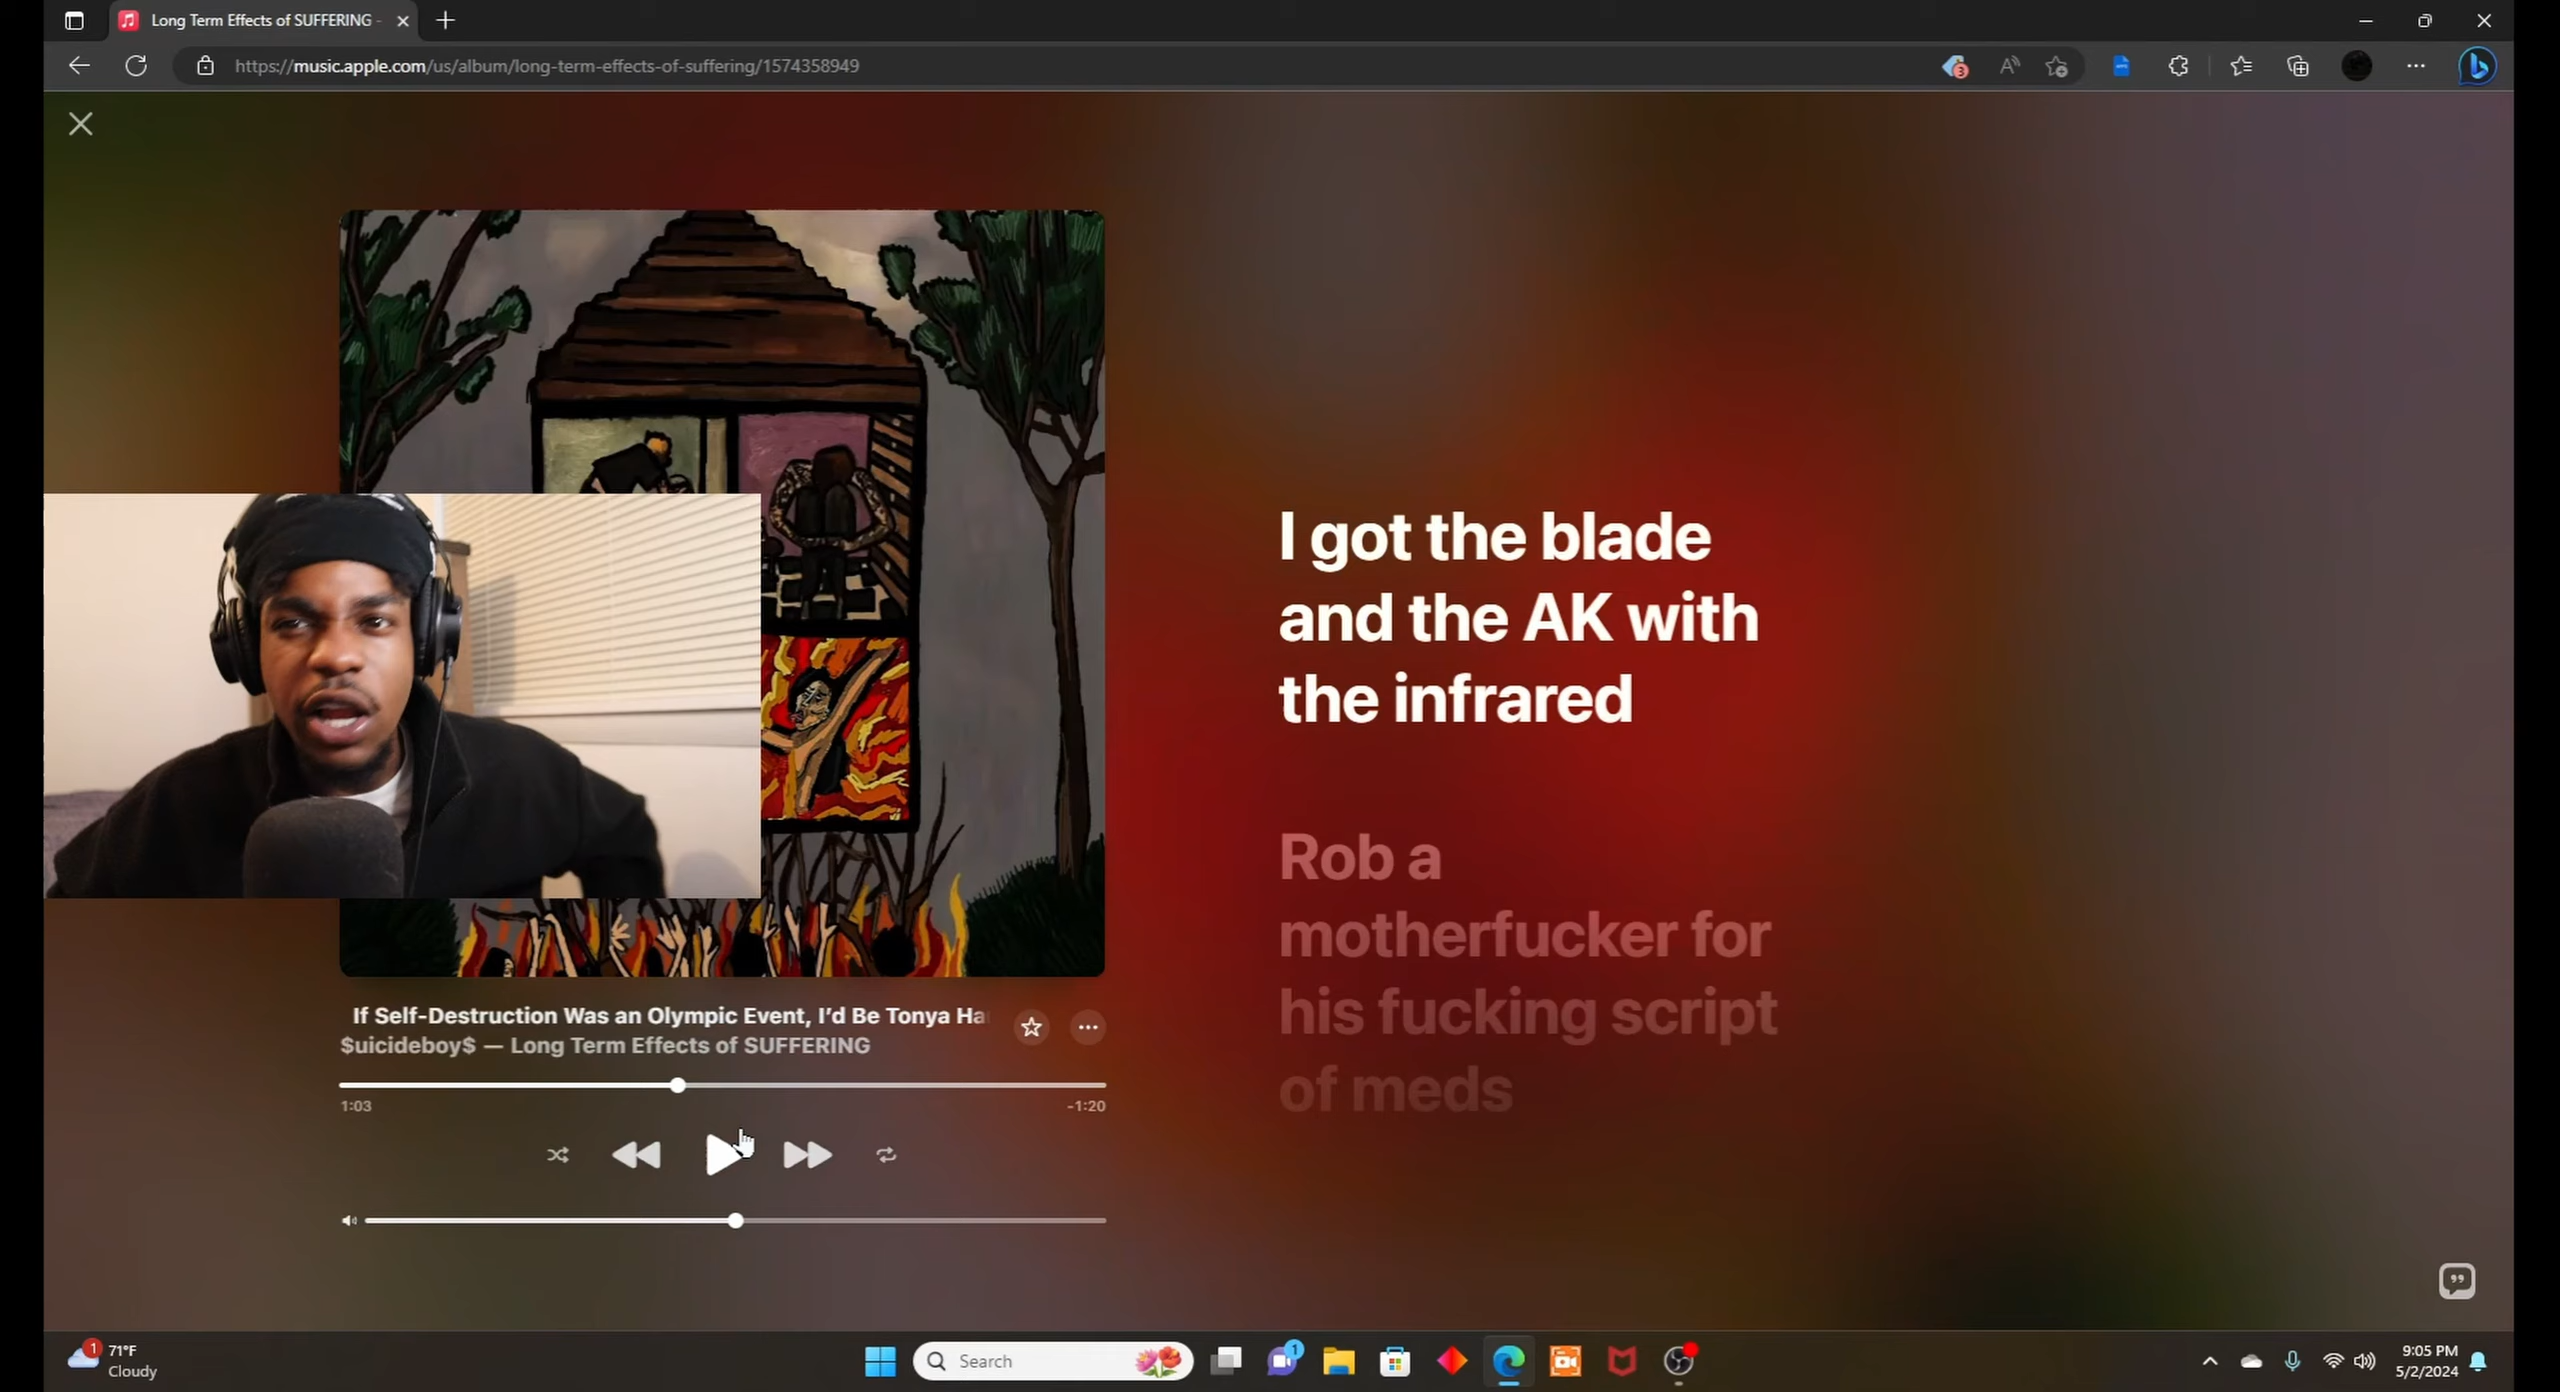 Long Term Effects of SUFFERING -
https://music.apple.com/us/album/long-term-effects-of-suffering/1574358949
3
I got the blade
and the AK with
the infrared
Rob a
motherfucker for
his fucking script
of meds
If Self-Destruction Was an Olympic Event, I'd Be Tonya Ha
$uicideboy$ — Long Term Effects of SUFFERING
1:03
-1:20
1
71°F
Cloudy
Search
1
9:05 PM
5/2/2024